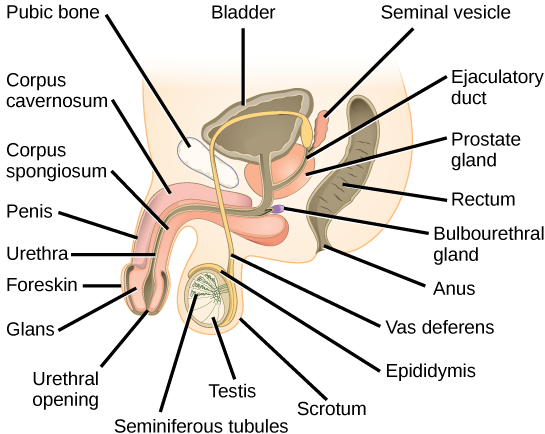 Pubic bone
Bladder
Seminal vesicle
Corpus
cavernosum
Ejaculatory
duct
Corpus
spongiosum
Prostate
gland
Penis
Rectum
Urethra
Bulbourethral
gland
Foreskin
Anus
Glans
Vas deferens
Urethral
opening
Epididymis
Testis
Scrotum
Seminiferous tubules